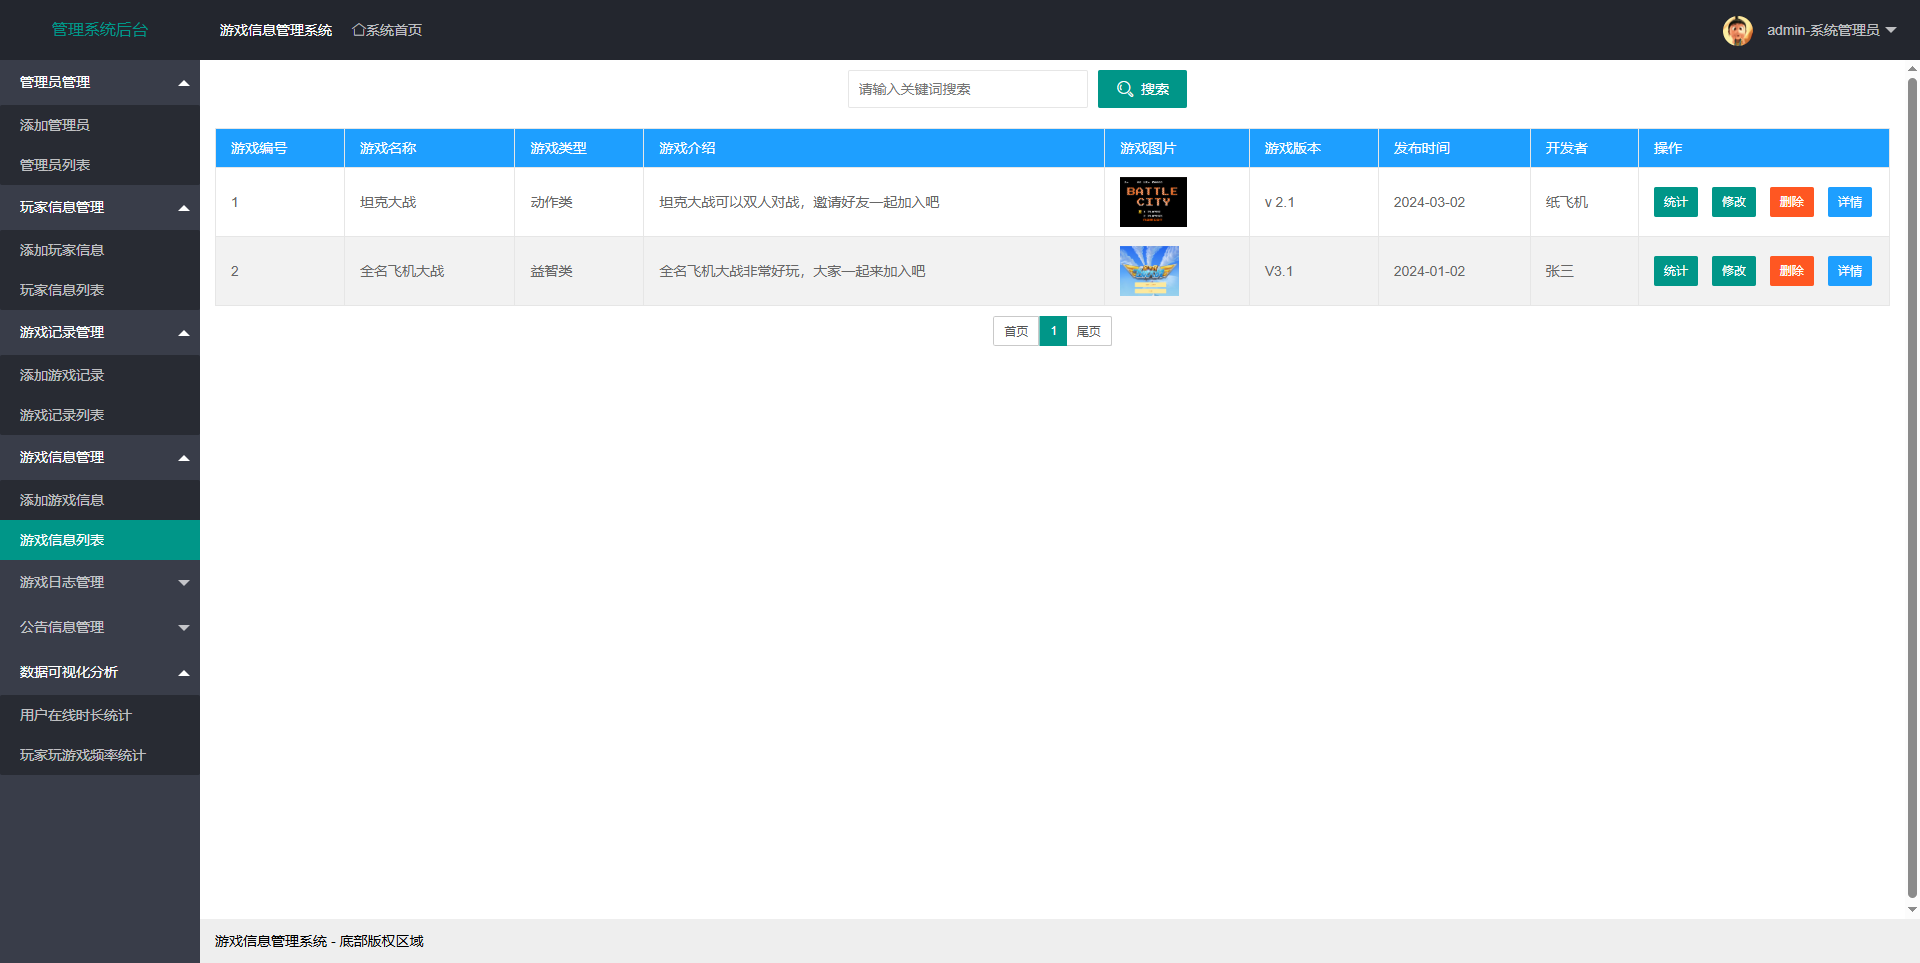 管理系统后台
游戏信息管理系统 系统首页
admin-系统管理员
管理员管理
添加管理员
管理员列表
玩家信息管理
添加玩家信息
玩家信息列表
游戏记录管理
添加游戏记录
游戏记录列表
游戏信息管理
添加游戏信息
游戏信息列表
游戏日志管理
公告信息管理
数据可视化分析
用户在线时长统计
玩家玩游戏频率统计
请输入关键词搜索 搜索
游戏编号 游戏名称 游戏类型 游戏介绍 游戏图片 游戏版本 发布时间 开发者 操作
1 坦克大战 动作类 坦克大战可以双人对战，邀请好友一起加入吧 BATTLE CITY v 2.1 2024-03-02 纸飞机 统计 修改 删除 详情
2 全名飞机大战 益智类 全名飞机大战非常好玩，大家一起来加入吧 V3.1 2024-01-02 张三 统计 修改 删除 详情
首页 1 尾页
游戏信息管理系统 - 底部版权区域